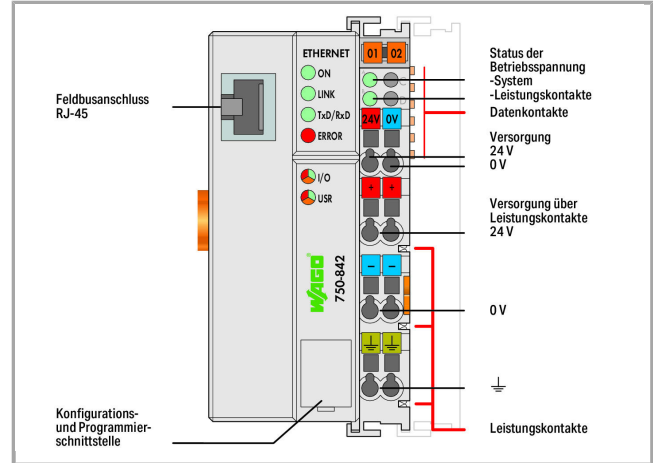 Feldbusanschluss
RJ-45
ETHERNET
ON
LINK
TxD/RxD
ERROR
I/O
USR
WAGO
750-842
Konfigurations-
und Programmier-
schnittstelle
01 02
24V 0V
+ +
− −
Status der
Betriebsspannung
-System
-Leistungskontakte
Datenkontakte
Versorgung
24 V
0 V
Versorgung über
Leistungskontakte
24 V
0 V
Leistungskontakte